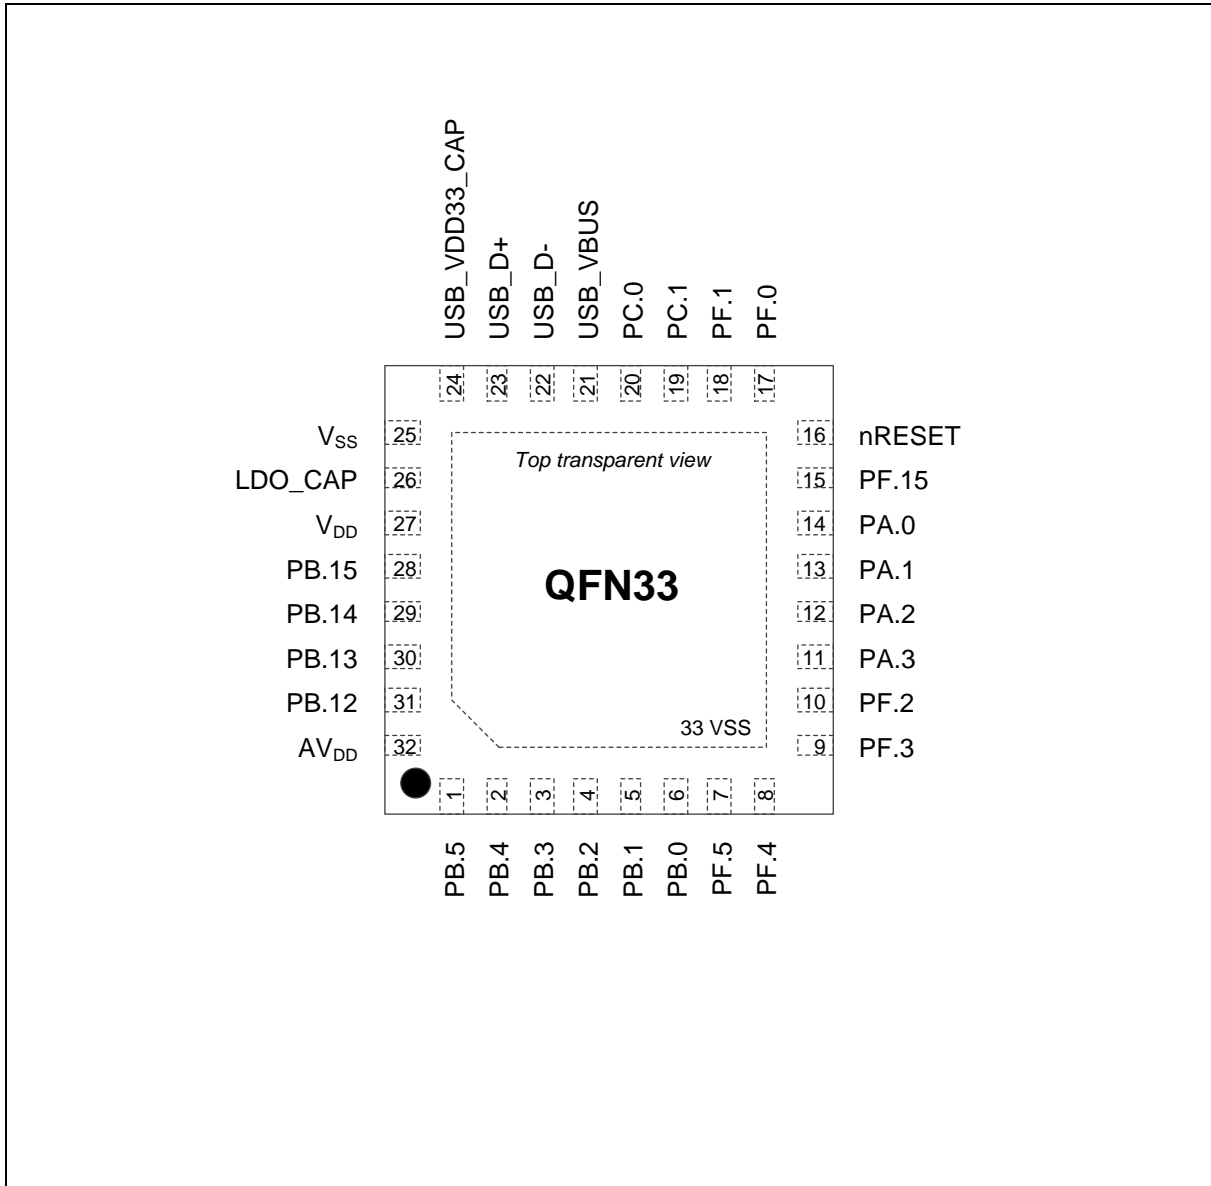 USB_VDD33_CAP
USB_D+
USB_D-
USB_VBUS
PC.0
PC.1
PF.1
PF.0
24
23
22
21
20
19
18
17
VSS 25
LDO_CAP 26
VDD 27
PB.15 28
PB.14 29
PB.13 30
PB.12 31
AVDD 32
Top transparent view
QFN33
33 VSS
16 nRESET
15 PF.15
14 PA.0
13 PA.1
12 PA.2
11 PA.3
10 PF.2
9 PF.3
1
2
3
4
5
6
7
8
PB.5
PB.4
PB.3
PB.2
PB.1
PB.0
PF.5
PF.4